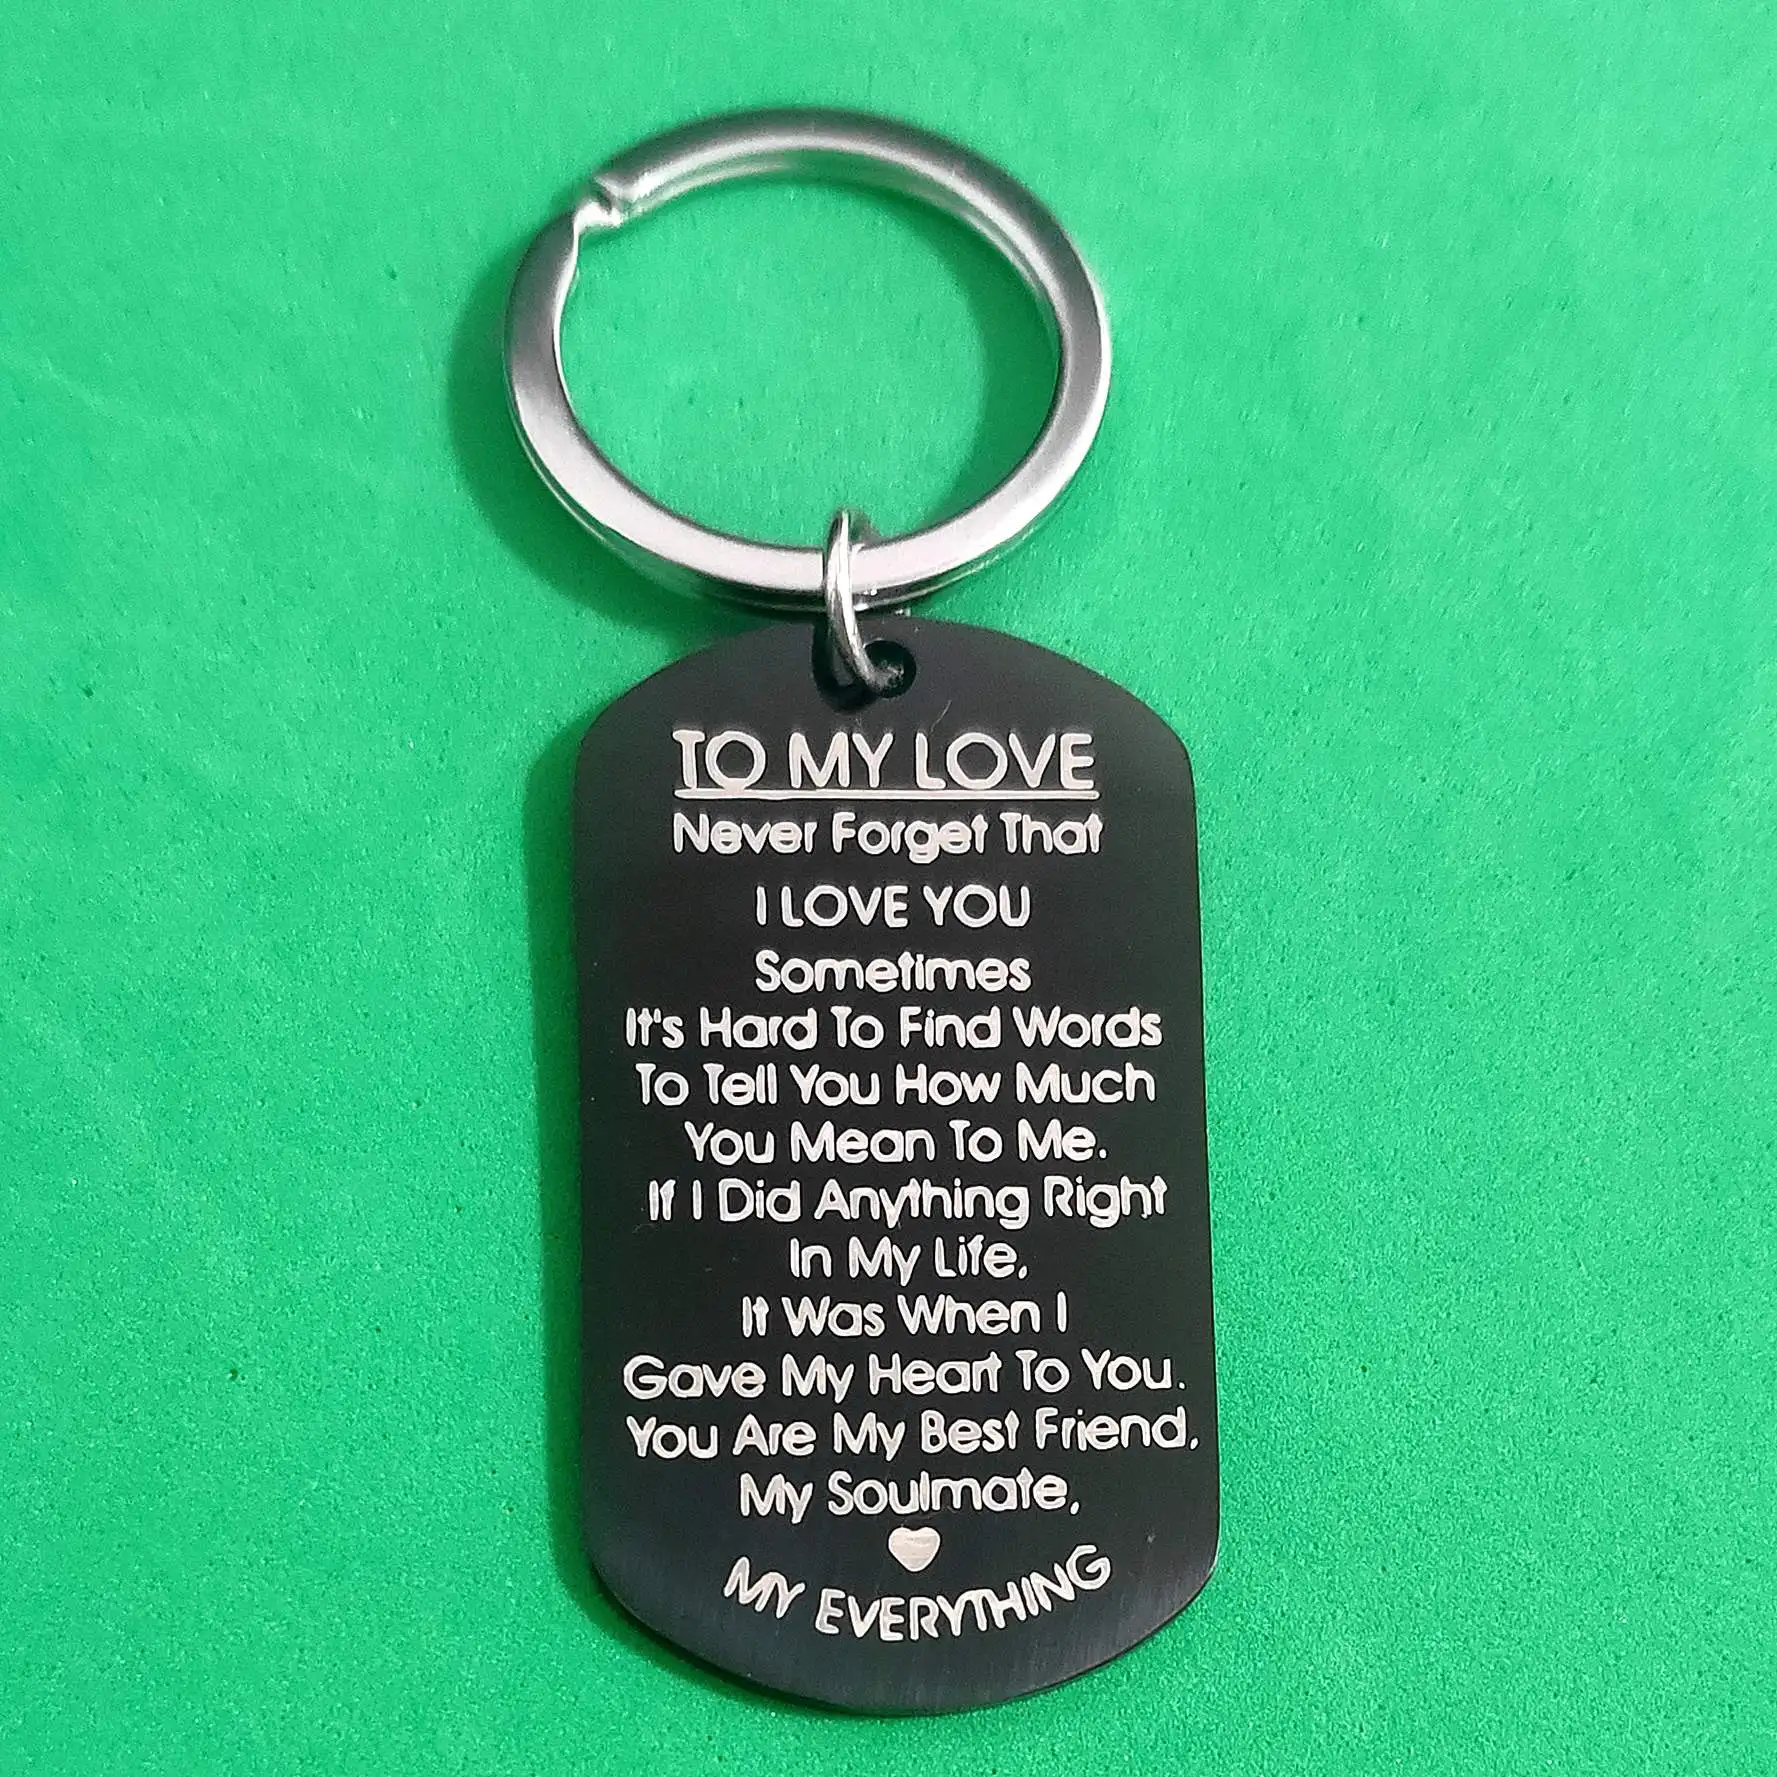 TO MY LOVE
Never Forget That
I LOVE YOU
Sometimes
It's Hard To Find Words
To Tell You How Much
You Mean To Me.
If I Did Anything Right
In My Life,
It Was When I
Gave My Heart To You.
You Are My Best Friend,
My Soulmate,
MY EVERYTHING